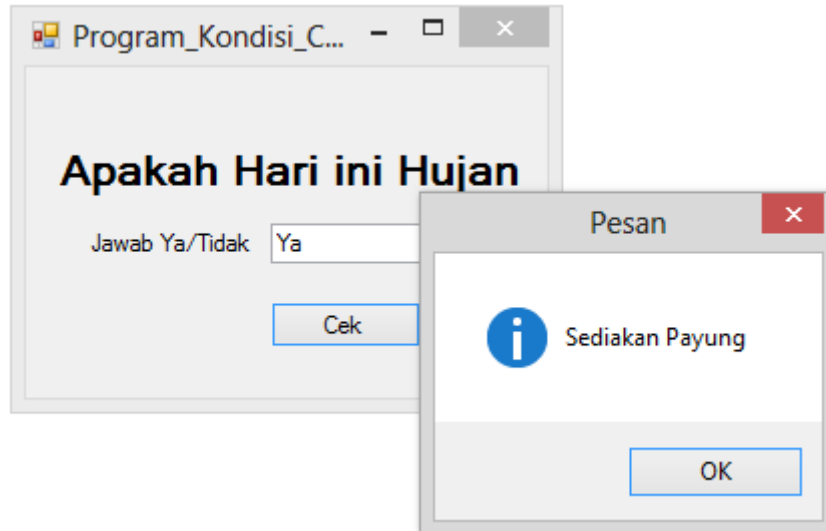 Program_Kondisi_C...
Apakah Hari ini Hujan
Jawab Ya/Tidak Ya
Cek
Pesan
Sediakan Payung
OK